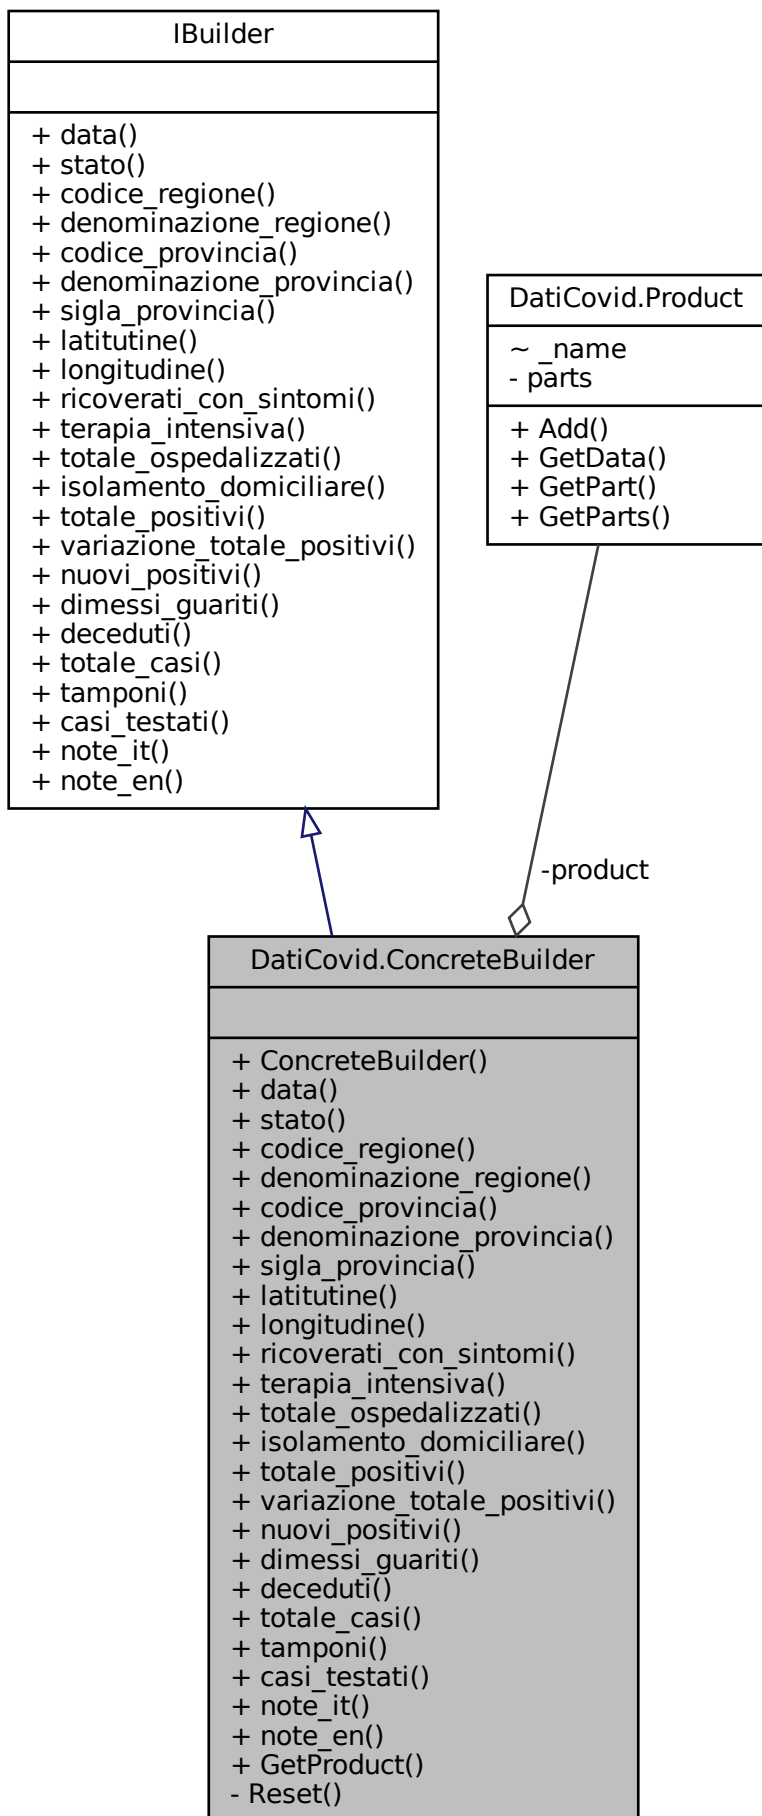 IBuilder
+ data()
+ stato()
+ codice_regione()
+ denominazione_regione()
+ codice_provincia()
+ denominazione_provincia()
+ sigla_provincia()
+ latitutine()
+ longitudine()
+ ricoverati_con_sintomi()
+ terapia_intensiva()
+ totale_ospedalizzati()
+ isolamento_domiciliare()
+ totale_positivi()
+ variazione_totale_positivi()
+ nuovi_positivi()
+ dimessi_guariti()
+ deceduti()
+ totale_casi()
+ tamponi()
+ casi_testati()
+ note_it()
+ note_en()
DatiCovid.Product
~ _name
- parts
+ Add()
+ GetData()
+ GetPart()
+ GetParts()
-product
DatiCovid.ConcreteBuilder
+ ConcreteBuilder()
+ data()
+ stato()
+ codice_regione()
+ denominazione_regione()
+ codice_provincia()
+ denominazione_provincia()
+ sigla_provincia()
+ latitutine()
+ longitudine()
+ ricoverati_con_sintomi()
+ terapia_intensiva()
+ totale_ospedalizzati()
+ isolamento_domiciliare()
+ totale_positivi()
+ variazione_totale_positivi()
+ nuovi_positivi()
+ dimessi_guariti()
+ deceduti()
+ totale_casi()
+ tamponi()
+ casi_testati()
+ note_it()
+ note_en()
+ GetProduct()
- Reset()